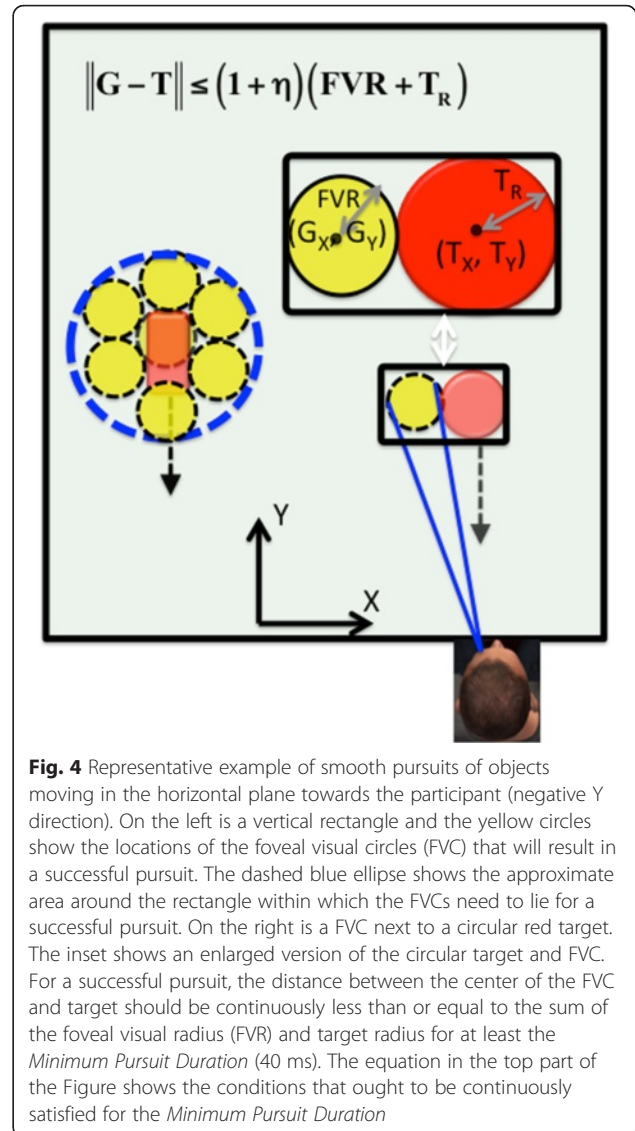 ‖G − T‖ ≤ (1 + η)(FVR + T_R)
FVR
T_R
(G_X, G_Y)
(T_X, T_Y)
Y
X
Fig. 4 Representative example of smooth pursuits of objects
moving in the horizontal plane towards the participant (negative Y
direction). On the left is a vertical rectangle and the yellow circles
show the locations of the foveal visual circles (FVC) that will result in
a successful pursuit. The dashed blue ellipse shows the approximate
area around the rectangle within which the FVCs need to lie for a
successful pursuit. On the right is a FVC next to a circular red target.
The inset shows an enlarged version of the circular target and FVC.
For a successful pursuit, the distance between the center of the FVC
and target should be continuously less than or equal to the sum of
the foveal visual radius (FVR) and target radius for at least the
Minimum Pursuit Duration (40 ms). The equation in the top part of
the Figure shows the conditions that ought to be continuously
satisfied for the Minimum Pursuit Duration